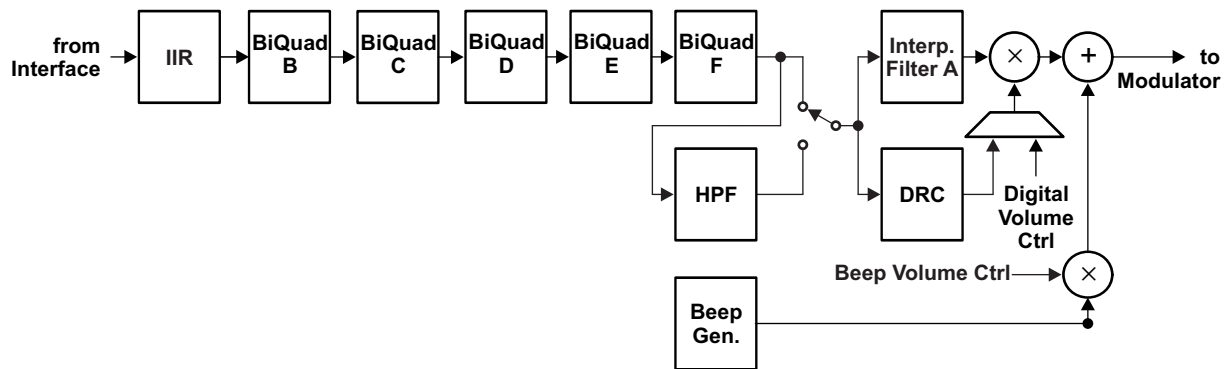 from
Interface
IIR
BiQuad
B
BiQuad
C
BiQuad
D
BiQuad
E
BiQuad
F
Interp.
Filter A
×
+
to
Modulator
HPF
DRC
Digital
Volume
Ctrl
Beep Volume Ctrl
×
Beep
Gen.